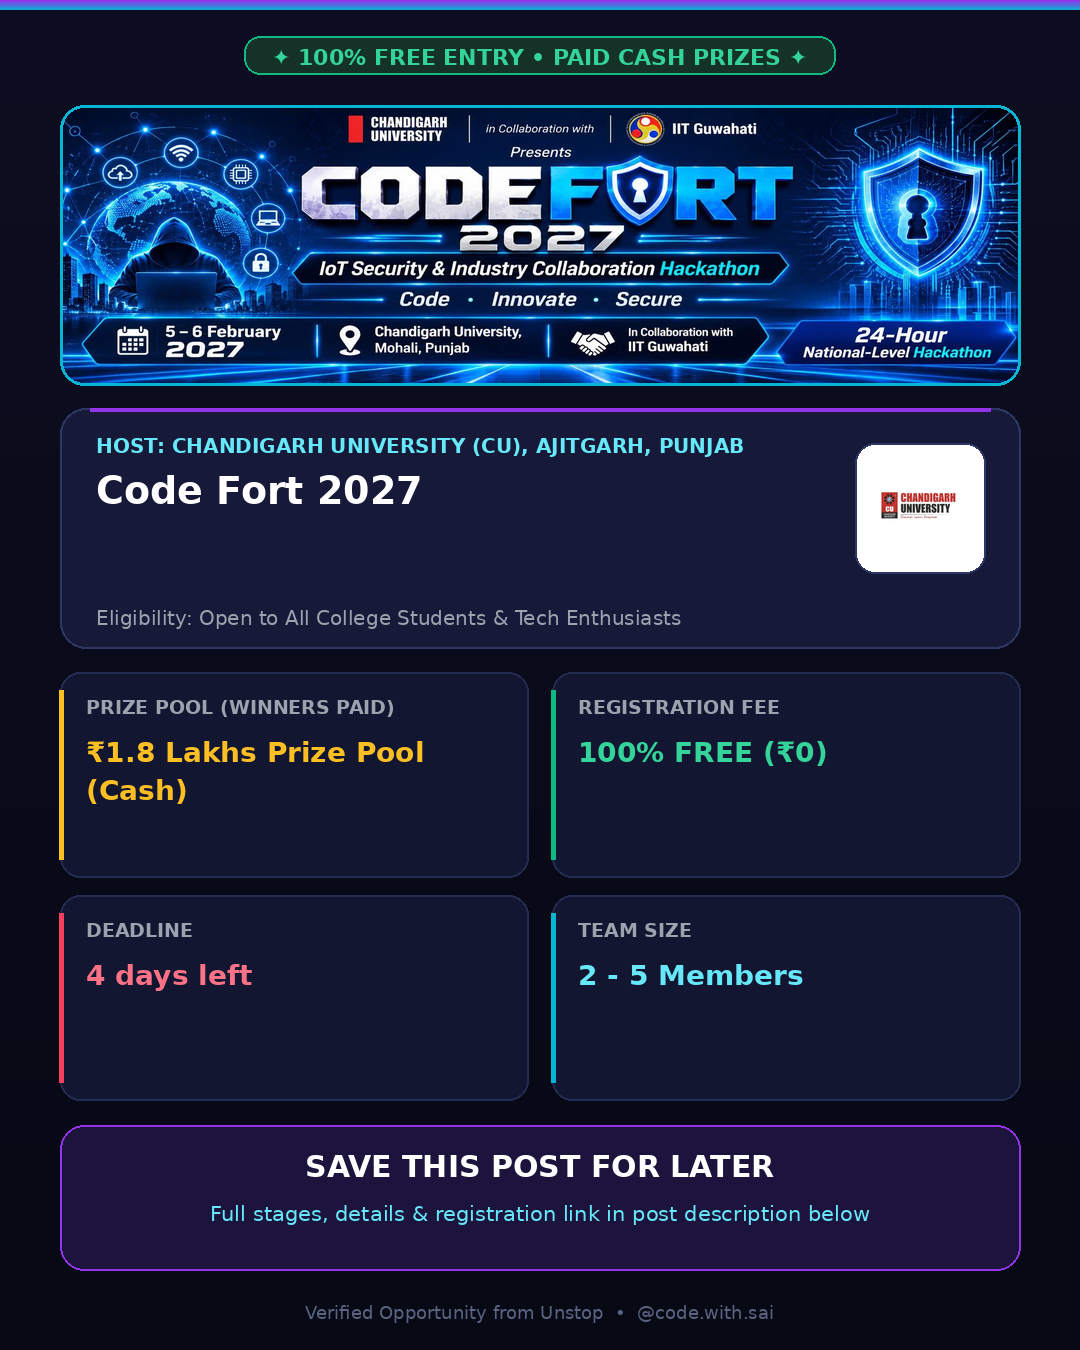 ✦ 100% FREE ENTRY • PAID CASH PRIZES ✦
CHANDIGARH UNIVERSITY in Collaboration with IIT Guwahati
Presents
CODEFORT
2027
IoT Security & Industry Collaboration Hackathon
Code • Innovate • Secure
5 – 6 February 2027
Chandigarh University, Mohali, Punjab
In Collaboration with IIT Guwahati
24-Hour
National-Level Hackathon
HOST: CHANDIGARH UNIVERSITY (CU), AJITGARH, PUNJAB
Code Fort 2027
CU
CHANDIGARH
UNIVERSITY
Eligibility: Open to All College Students & Tech Enthusiasts
PRIZE POOL (WINNERS PAID)
₹1.8 Lakhs Prize Pool
(Cash)
REGISTRATION FEE
100% FREE (₹0)
DEADLINE
4 days left
TEAM SIZE
2 - 5 Members
SAVE THIS POST FOR LATER
Full stages, details & registration link in post description below
Verified Opportunity from Unstop • @code.with.sai